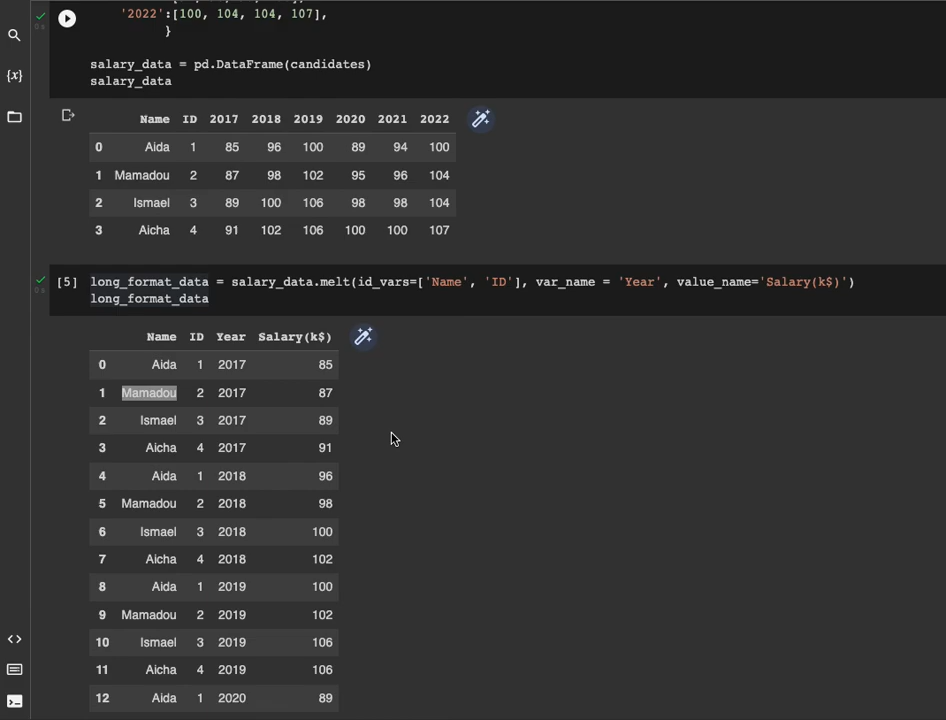 '2022':[100, 104, 104, 107],
}
salary_data = pd.DataFrame(candidates)
salary_data
Name ID 2017 2018 2019 2020 2021 2022
0 Aida 1 85 96 100 89 94 100
1 Mamadou 2 87 98 102 95 96 104
2 Ismael 3 89 100 106 98 98 104
3 Aicha 4 91 102 106 100 100 107
[5] long_format_data = salary_data.melt(id_vars=['Name', 'ID'], var_name = 'Year', value_name='Salary(k$)')
long_format_data
Name ID Year Salary(k$)
0 Aida 1 2017 85
1 Mamadou 2 2017 87
2 Ismael 3 2017 89
3 Aicha 4 2017 91
4 Aida 1 2018 96
5 Mamadou 2 2018 98
6 Ismael 3 2018 100
7 Aicha 4 2018 102
8 Aida 1 2019 100
9 Mamadou 2 2019 102
10 Ismael 3 2019 106
11 Aicha 4 2019 106
12 Aida 1 2020 89